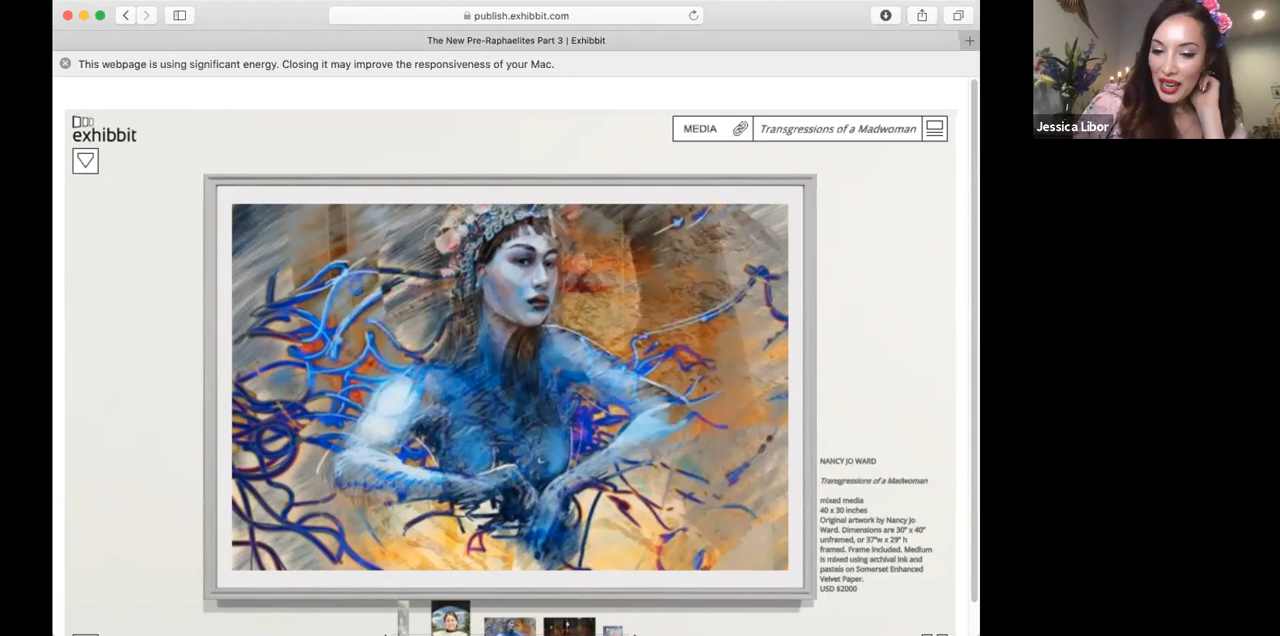 publish.exhibbit.com
The New Pre-Raphaelites Part 3 | Exhibbit
This webpage is using significant energy. Closing it may improve the responsiveness of your Mac.
exhibbit
MEDIA
Transgressions of a Madwoman
Jessica Libor
NANCY JO WARD
Transgressions of a Madwoman
mixed media
40 x 30 inches
Original artwork by Nancy Jo
Ward. Dimensions are 30" x 40"
unframed, or 37"w x 29" h
framed. Frame included. Medium
is mixed using archival ink and
pastels on Somerset Enhanced
Velvet Paper.
USD $2000